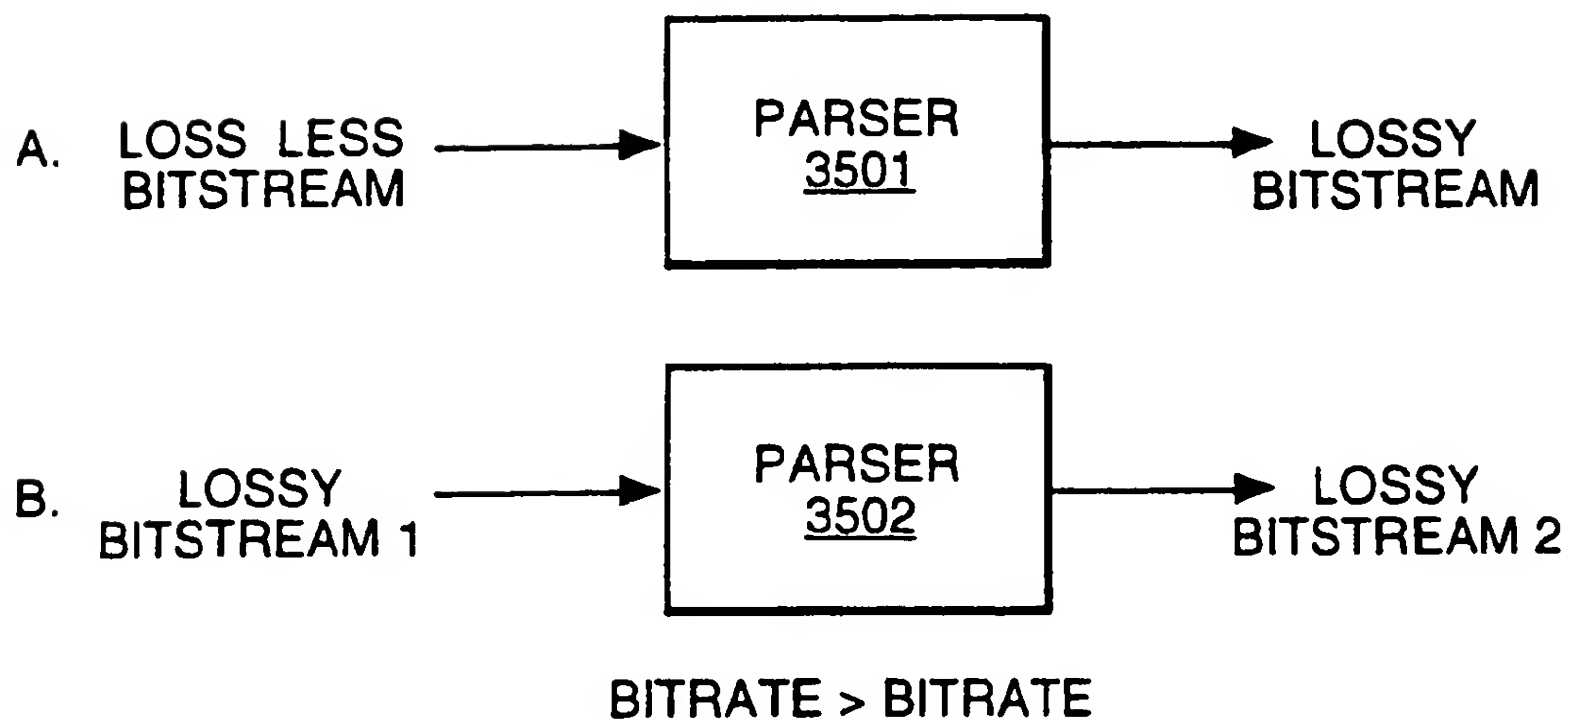 A.
LOSS LESS
BITSTREAM
PARSER
3501
LOSSY
BITSTREAM
B.
LOSSY
BITSTREAM 1
PARSER
3502
LOSSY
BITSTREAM 2
BITRATE > BITRATE